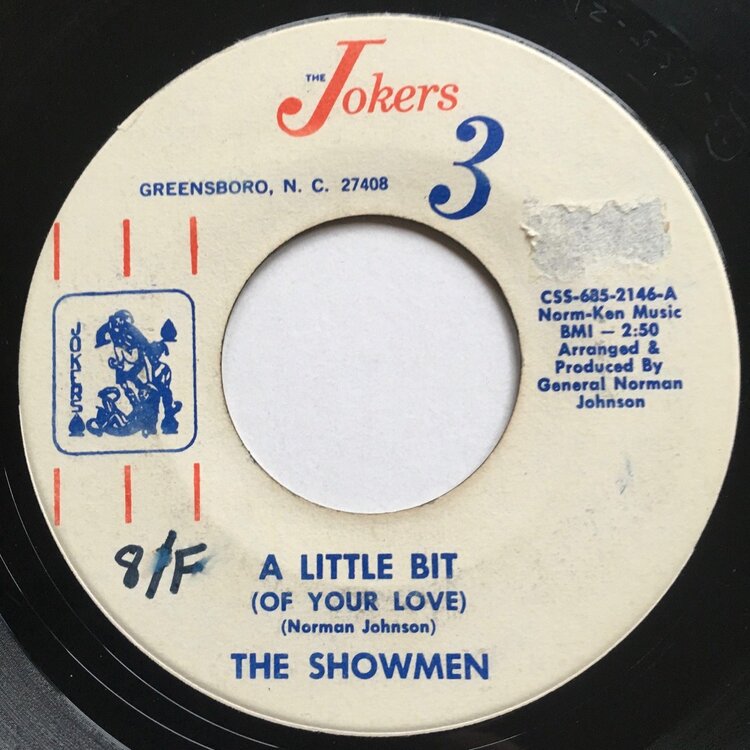 THE
Jokers
3
GREENSBORO, N. C. 27408
CSS-685-2146-A
Norm-Ken Music
BMI — 2:50
Arranged &
Produced By
General Norman
Johnson
JOKERS
8/F
A LITTLE BIT
(OF YOUR LOVE)
(Norman Johnson)
THE SHOWMEN